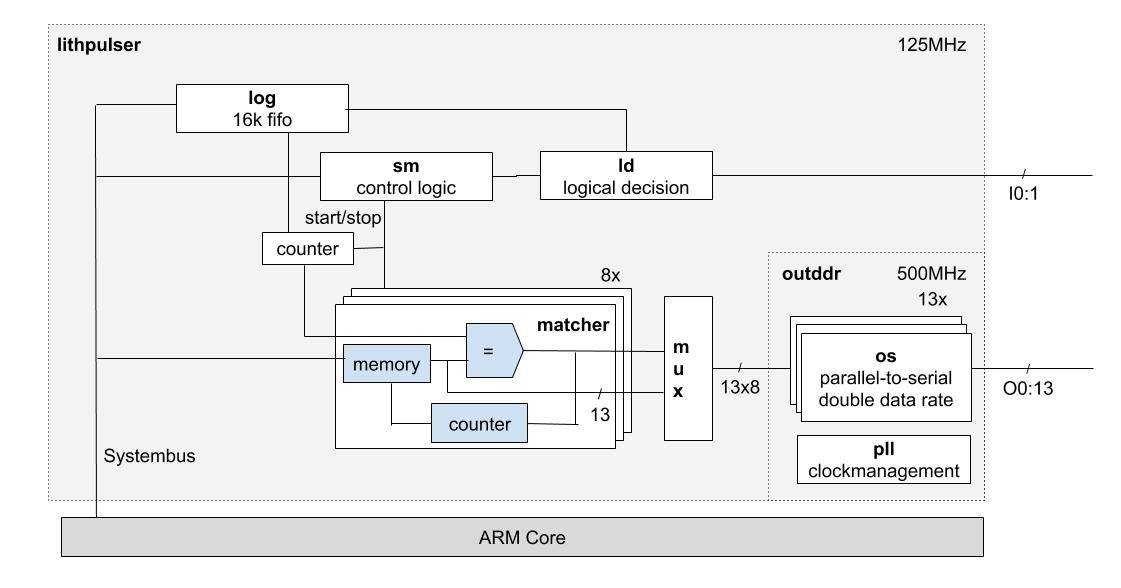 lithpulser
125MHz
log
16k fifo
sm
control logic
ld
logical decision
I0:1
start/stop
counter
8x
outddr
500MHz
13x
matcher
=
memory
mux
os
parallel-to-serial
double data rate
13x8
O0:13
13
counter
pll
clockmanagement
Systembus
ARM Core